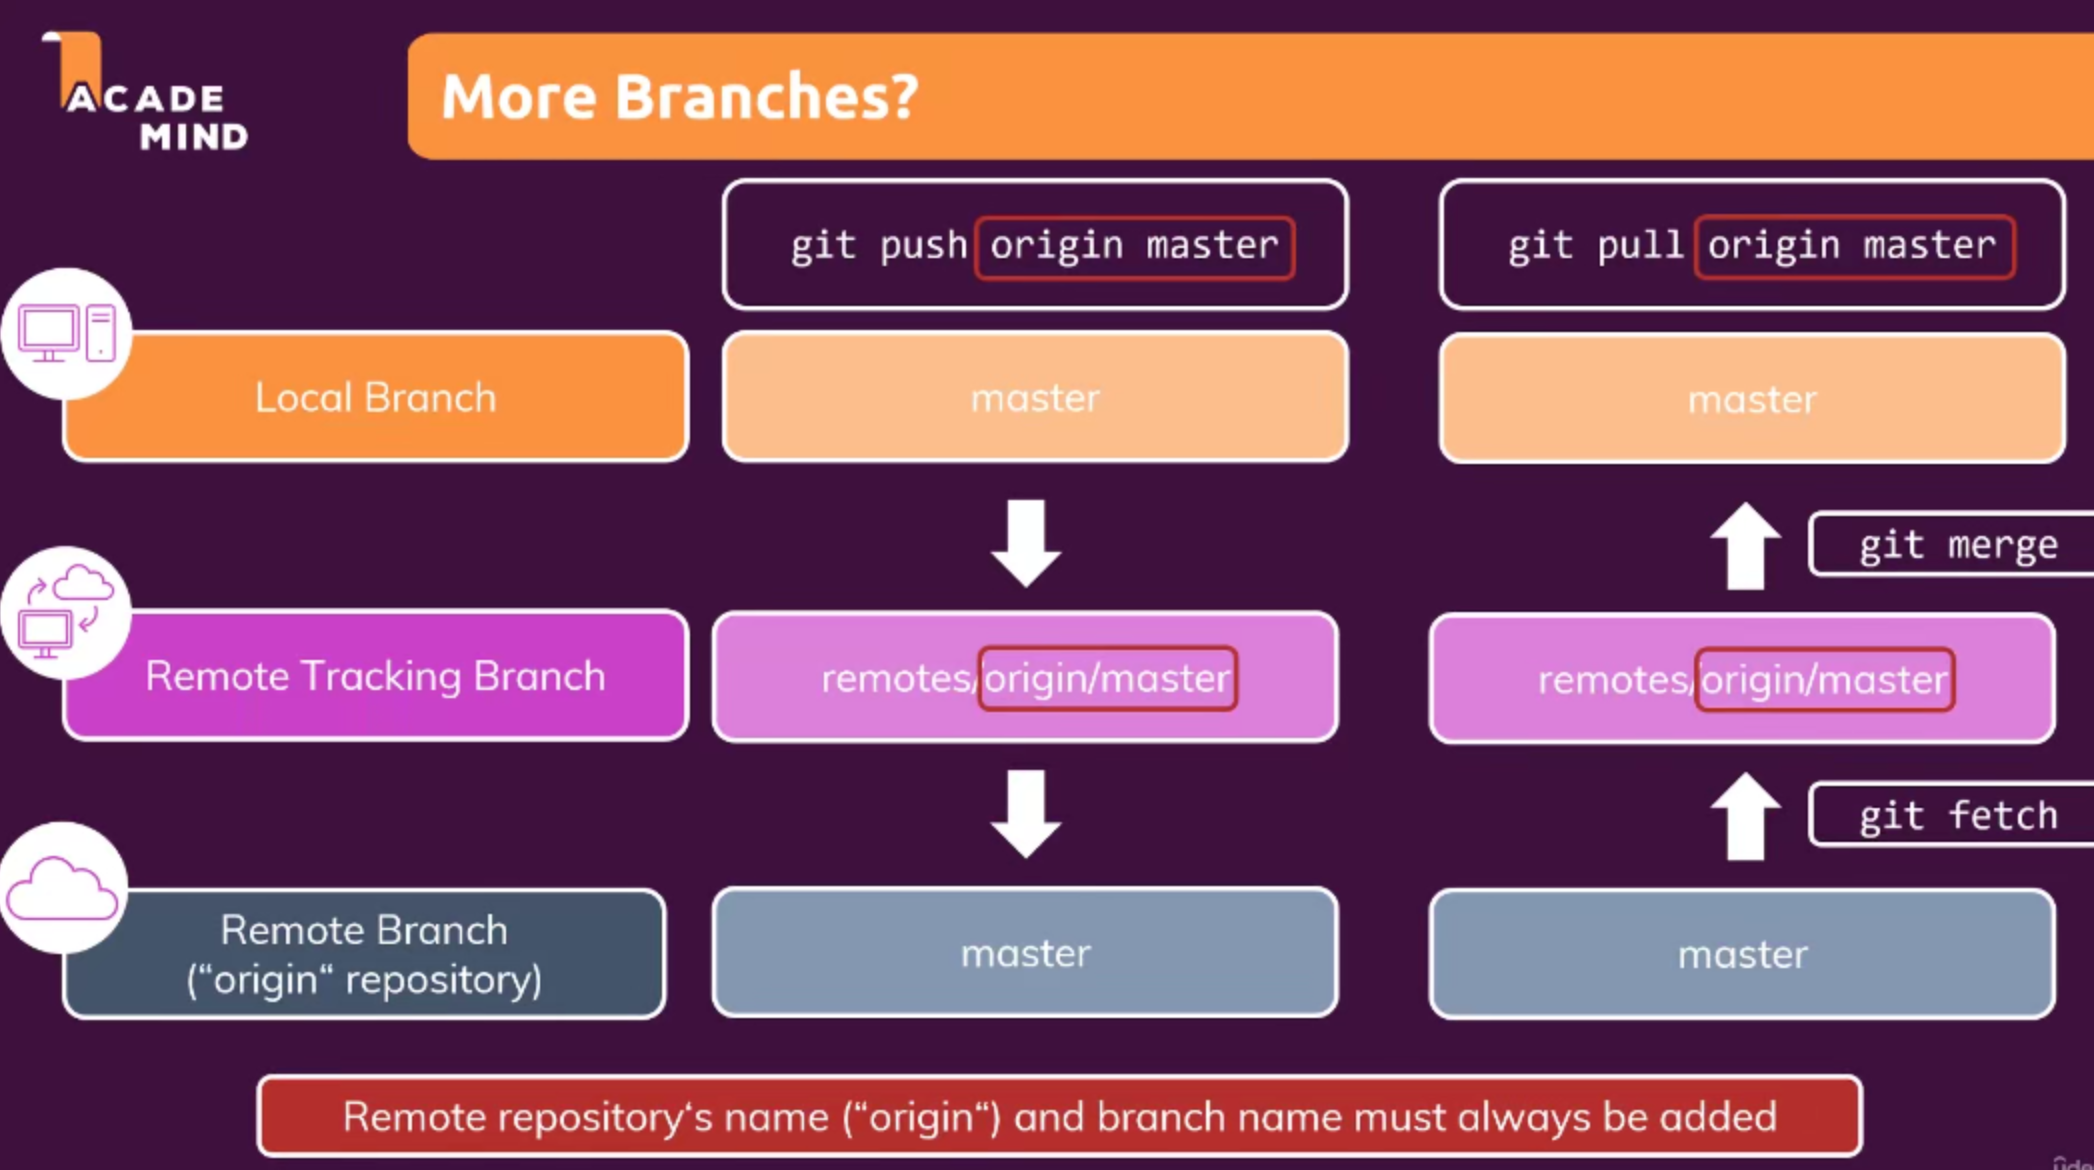 ACADE
MIND
More Branches?
git push origin master
git pull origin master
Local Branch
master
master
git merge
Remote Tracking Branch
remotes/origin/master
remotes/origin/master
git fetch
Remote Branch
(“origin“ repository)
master
master
Remote repository‘s name (“origin“) and branch name must always be added